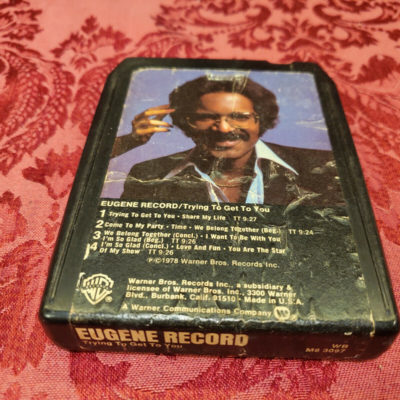 EUGENE RECORD/Trying To Get To You
1 Trying To Get To You • Share My Life TT 9:27
2 Come To My Party • Time • We Belong Together (Beg.) TT 9:24
3 We Belong Together (Concl.) • I Want To Be With You
I'm So Glad (Beg.) TT 9:26
4 I'm So Glad (Concl.) • Love And Fun • You Are The Star
Of My Show TT 9:26
℗©1978 Warner Bros. Records Inc.
Warner Bros. Records Inc., a subsidiary &
licensee of Warner Bros. Inc., 3300 Warner
Blvd., Burbank, Calif. 91510 • Made in U.S.A.
A Warner Communications Company
EUGENE RECORD
Trying To Get To You
WB
M8 3097